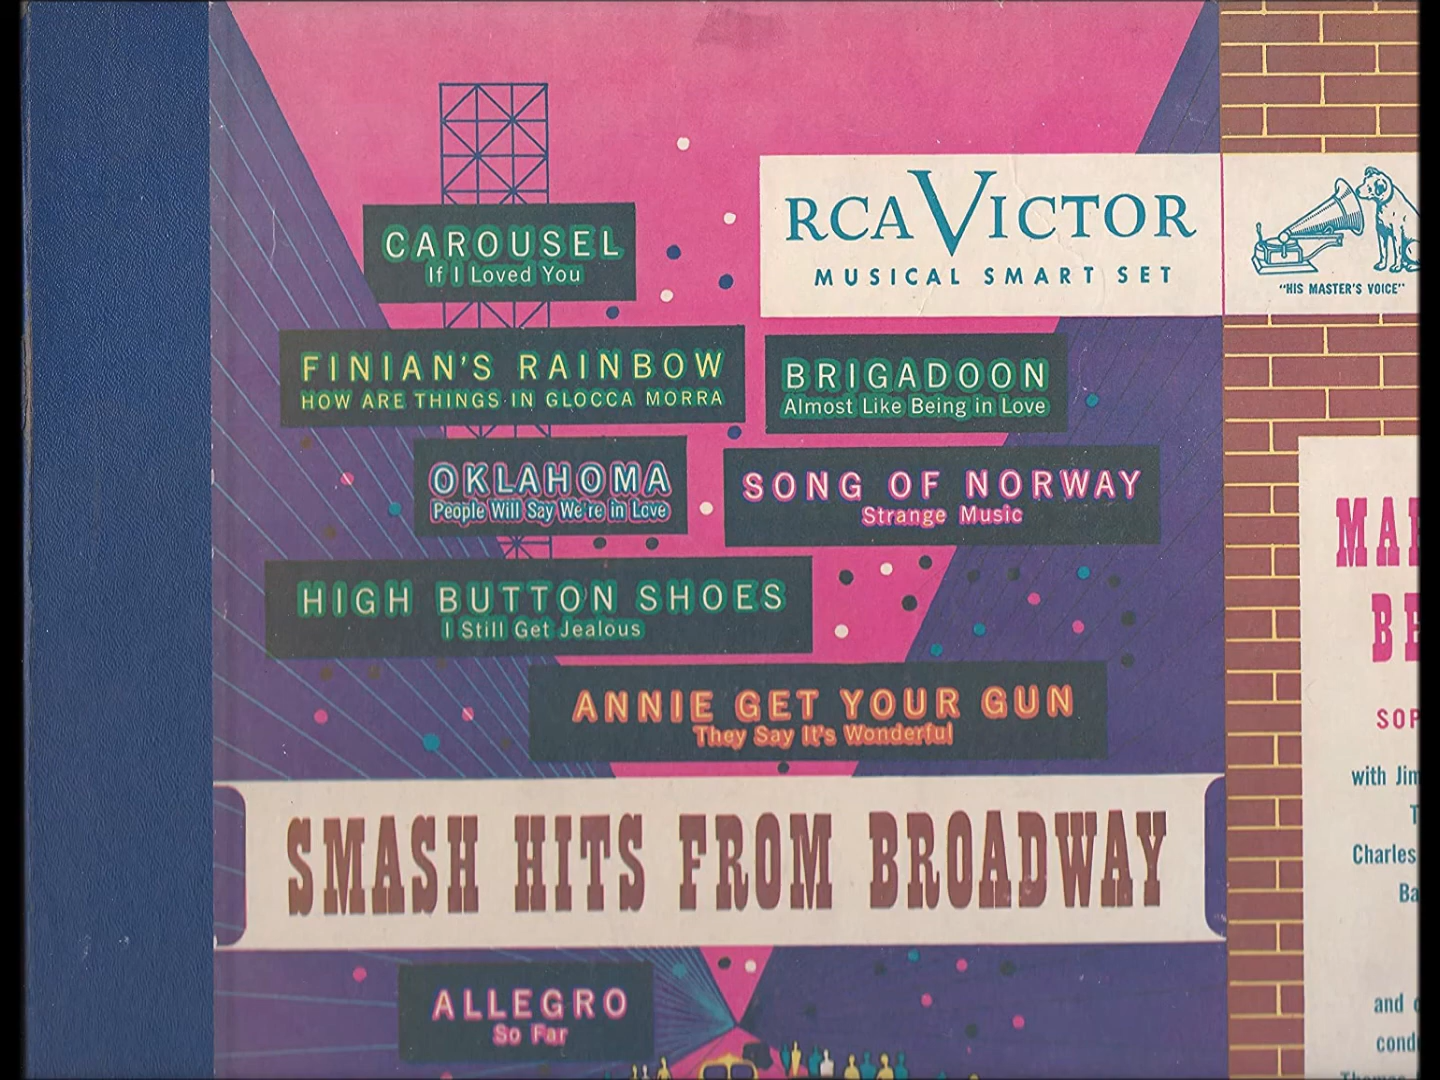 CAROUSEL
If I Loved You
RCA VICTOR
MUSICAL SMART SET
"HIS MASTER'S VOICE"
FINIAN'S RAINBOW
HOW ARE THINGS IN GLOCCA MORRA
BRIGADOON
Almost Like Being in Love
OKLAHOMA
People Will Say We're in Love
SONG OF NORWAY
Strange Music
HIGH BUTTON SHOES
I Still Get Jealous
ANNIE GET YOUR GUN
They Say It's Wonderful
SMASH HITS FROM BROADWAY
ALLEGRO
So Far
with
Charles
and